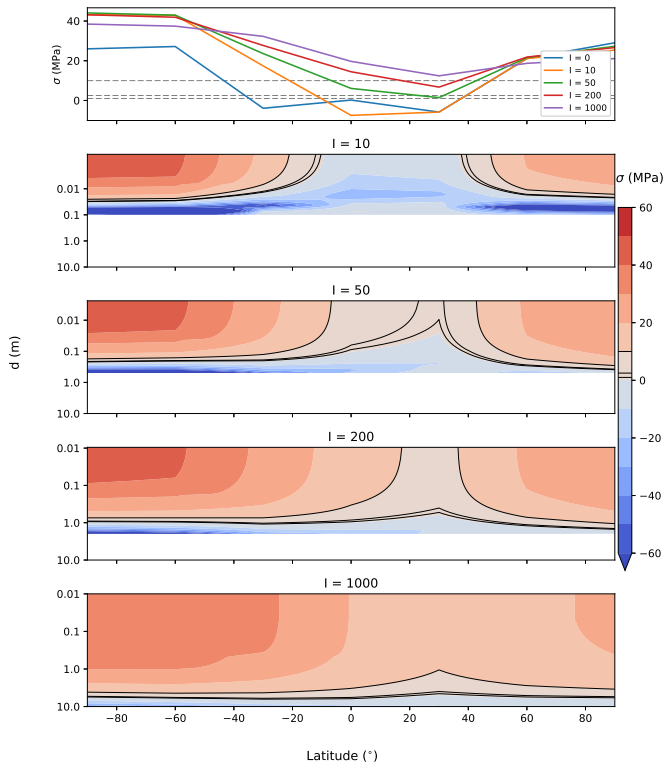 40
20
0
σ (MPa)
I = 0
I = 10
I = 50
I = 200
I = 1000
I = 10
0.01
0.1
1.0
10.0
σ (MPa)
60
40
20
0
−20
−40
−60
I = 50
0.01
0.1
1.0
10.0
d (m)
I = 200
0.01
0.1
1.0
10.0
I = 1000
0.01
0.1
1.0
10.0
−80 −60 −40 −20 0 20 40 60 80
Latitude (°)